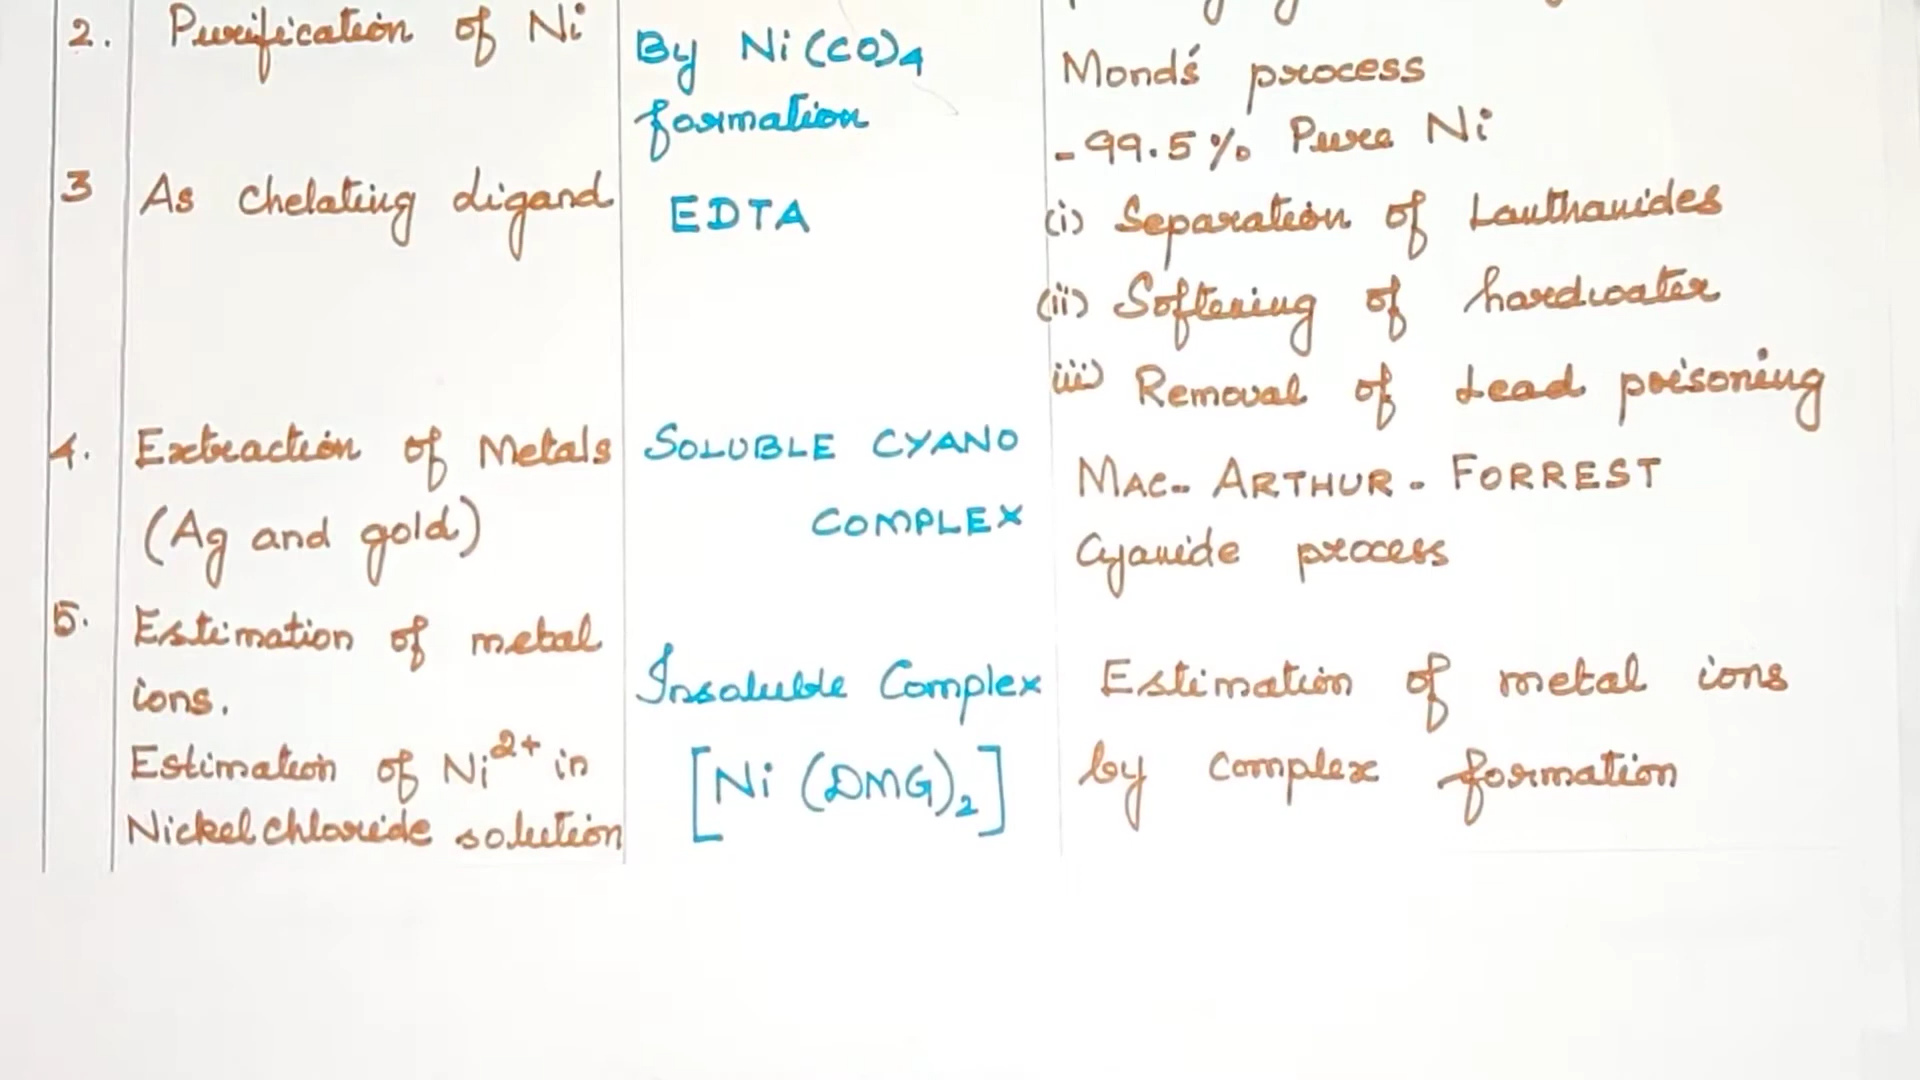 2. Purification of Ni By Ni(CO)4 formation Mond's process
- 99.5% Pure Ni
3 As chelating ligand EDTA (i) Separation of Lanthanides
(ii) Softening of hardwater
iii) Removal of Lead poisoning
4. Extraction of Metals (Ag and gold) SOLUBLE CYANO COMPLEX MAC- ARTHUR - FORREST
Cyanide process
5. Estimation of metal
ions.
Estimation of Ni2+ in
Nickel chloride solution
Insoluble Complex
[Ni (DMG)2]
Estimation of metal ions
by complex formation